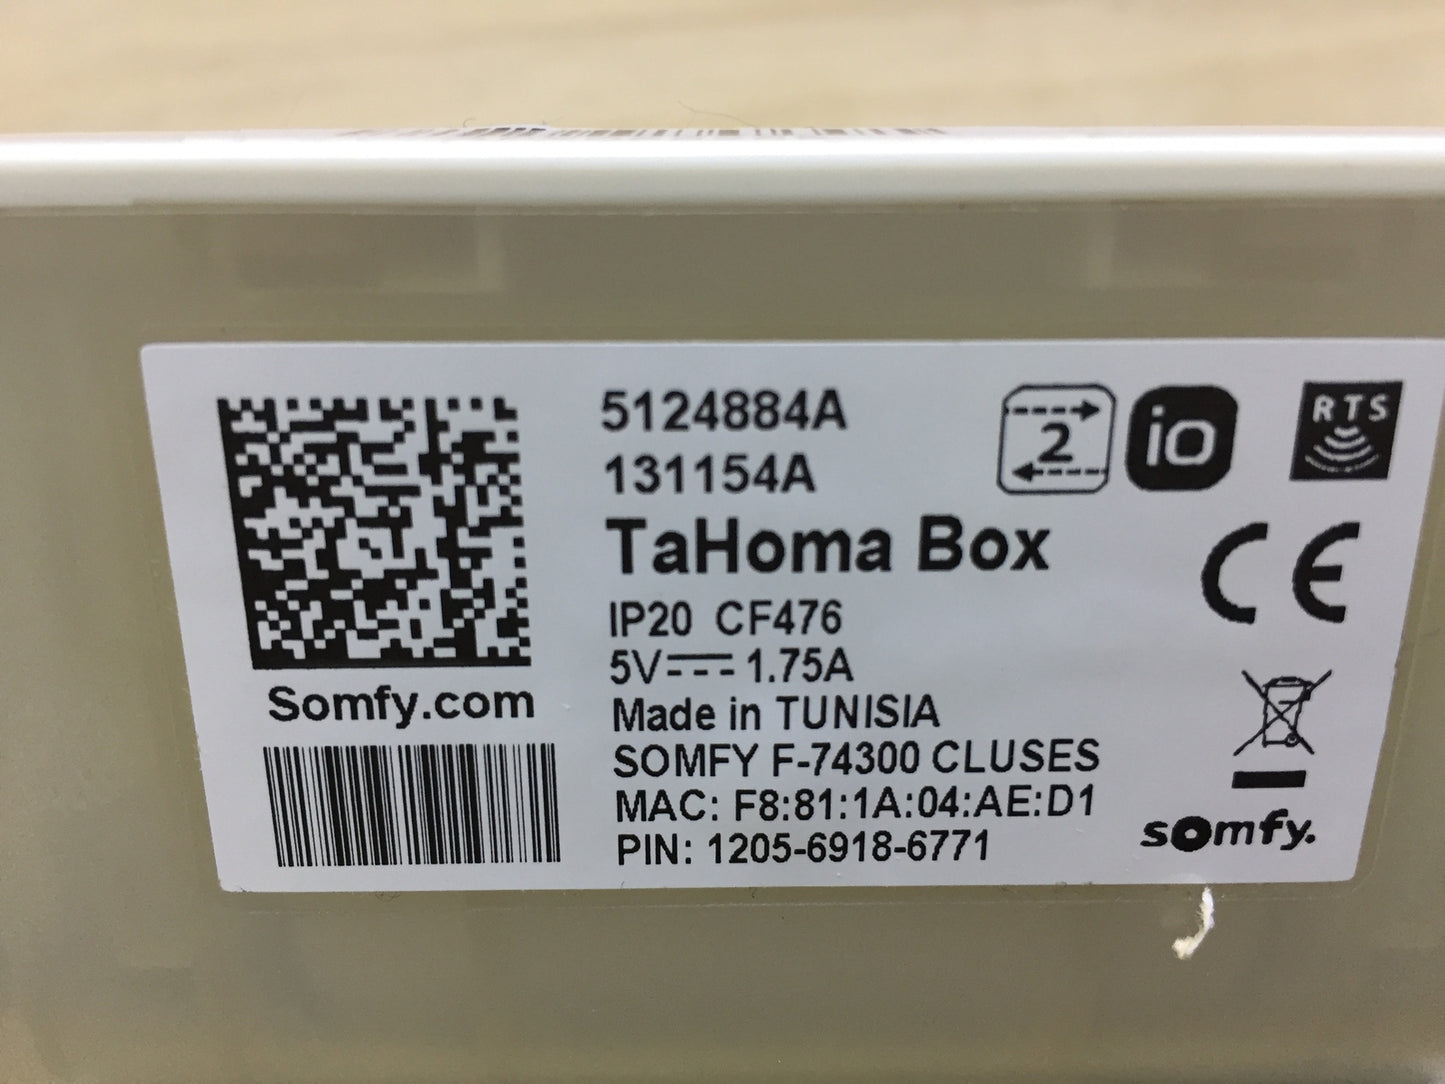 5124884A
131154A
TaHoma Box
IP20 CF476
5V 1.75A
Made in TUNISIA
SOMFY F-74300 CLUSES
MAC: F8:81:1A:04:AE:D1
PIN: 1205-6918-6771
Somfy.com
2
io
RTS
CE
somfy.